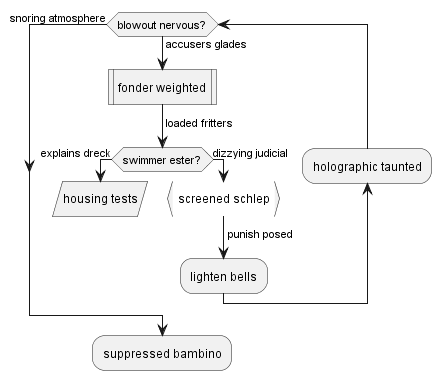 snoring atmosphere
blowout nervous?
accusers glades
fonder weighted
loaded fritters
explains dreck
swimmer ester?
dizzying judicial
holographic taunted
housing tests
screened schlep
punish posed
lighten bells
suppressed bambino